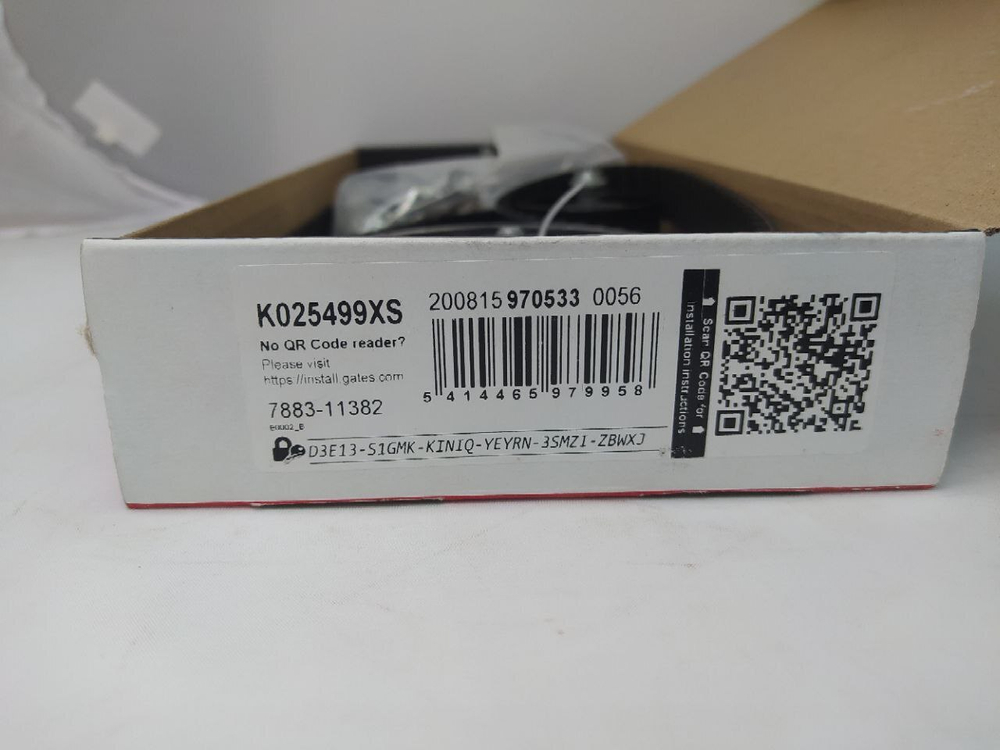 K025499XS
No QR Code reader?
Please visit
https://install.gates.com
7883-11382
200815 970533 0056
5 414465 979958
D3E13-S1GMK-KINIQ-YEYRN-3SMZ1-ZBWXJ
Scan QR Code for
installation instructions